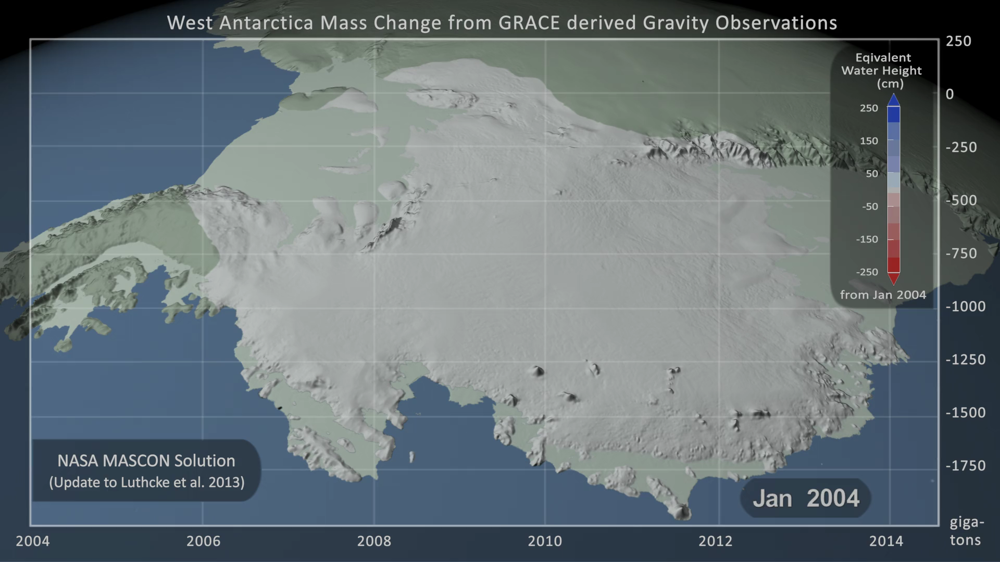 West Antarctica Mass Change from GRACE derived Gravity Observations
250
Eqivalent
Water Height
(cm)
0
250
150
-250
50
-500
-50
-150
-750
-250
from Jan 2004
-1000
-1250
-1500
NASA MASCON Solution
-1750
(Update to Luthcke et al. 2013)
Jan 2004
giga-
tons
2004 2006 2008 2010 2012 2014